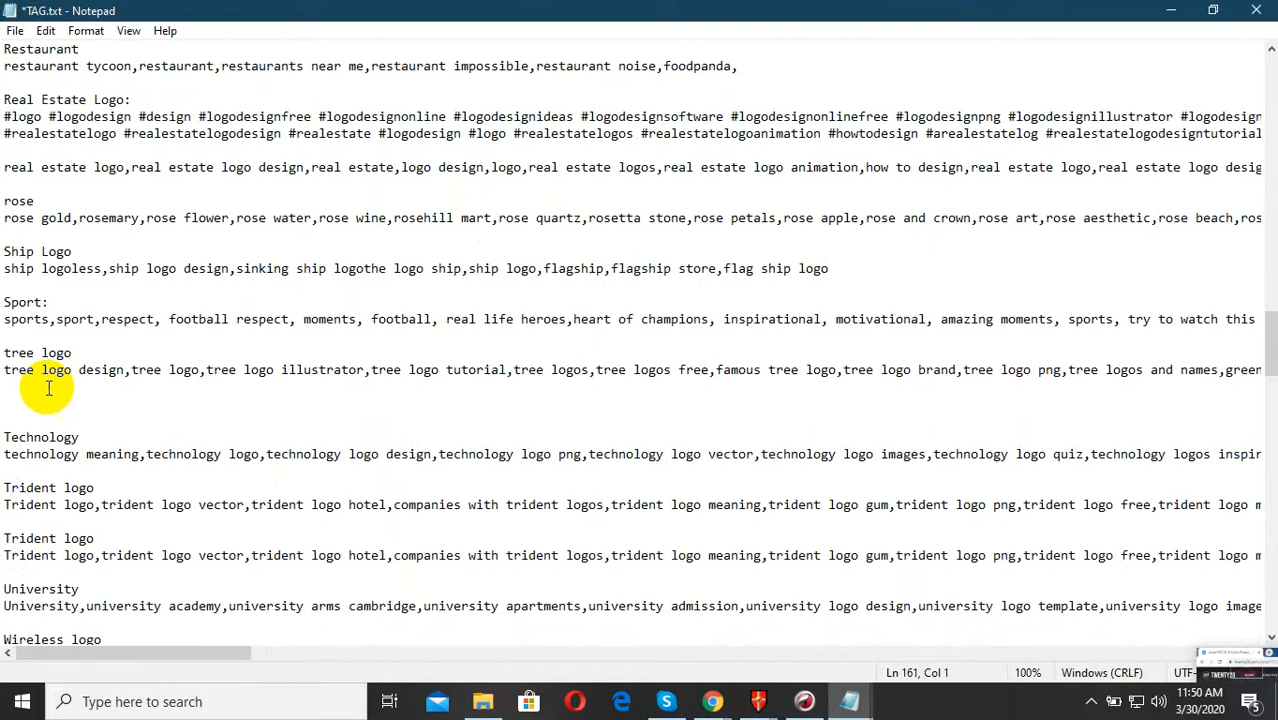 *TAG.txt - Notepad
File Edit Format View Help
Restaurant
restaurant tycoon,restaurant,restaurants near me,restaurant impossible,restaurant noise,foodpanda,
Real Estate Logo:
#logo #logodesign #design #logodesignfree #logodesignonline #logodesignideas #logodesignsoftware #logodesignonlinefree #logodesignpng #logodesignillustrator #logodesign
#realestatelogo #realestatelogodesign #realestate #logodesign #logo #realestatelogos #realestatelogoanimation #howtodesign #arealestatelog #realestatelogodesigntutorial
real estate logo,real estate logo design,real estate,logo design,logo,real estate logos,real estate logo animation,how to design,real estate logo,real estate logo desig
rose
rose gold,rosemary,rose flower,rose water,rose wine,rosehill mart,rose quartz,rosetta stone,rose petals,rose apple,rose and crown,rose art,rose aesthetic,rose beach,ros
Ship Logo
ship logoless,ship logo design,sinking ship logothe logo ship,ship logo,flagship,flagship store,flag ship logo
Sport:
sports,sport,respect, football respect, moments, football, real life heroes,heart of champions, inspirational, motivational, amazing moments, sports, try to watch this
tree logo
tree logo design,tree logo,tree logo illustrator,tree logo tutorial,tree logos,tree logos free,famous tree logo,tree logo brand,tree logo png,tree logos and names,green
Technology
technology meaning,technology logo,technology logo design,technology logo png,technology logo vector,technology logo images,technology logo quiz,technology logos inspir
Trident logo
Trident logo,trident logo vector,trident logo hotel,companies with trident logos,trident logo meaning,trident logo gum,trident logo png,trident logo free,trident logo m
Trident logo
Trident logo,trident logo vector,trident logo hotel,companies with trident logos,trident logo meaning,trident logo gum,trident logo png,trident logo free,trident logo m
University
University,university academy,university arms cambridge,university apartments,university admission,university logo design,university logo template,university logo image
Wireless logo
Ln 161, Col 1 100% Windows (CRLF) UTF-
TWENTY20
Type here to search
11:50 AM
3/30/2020
5